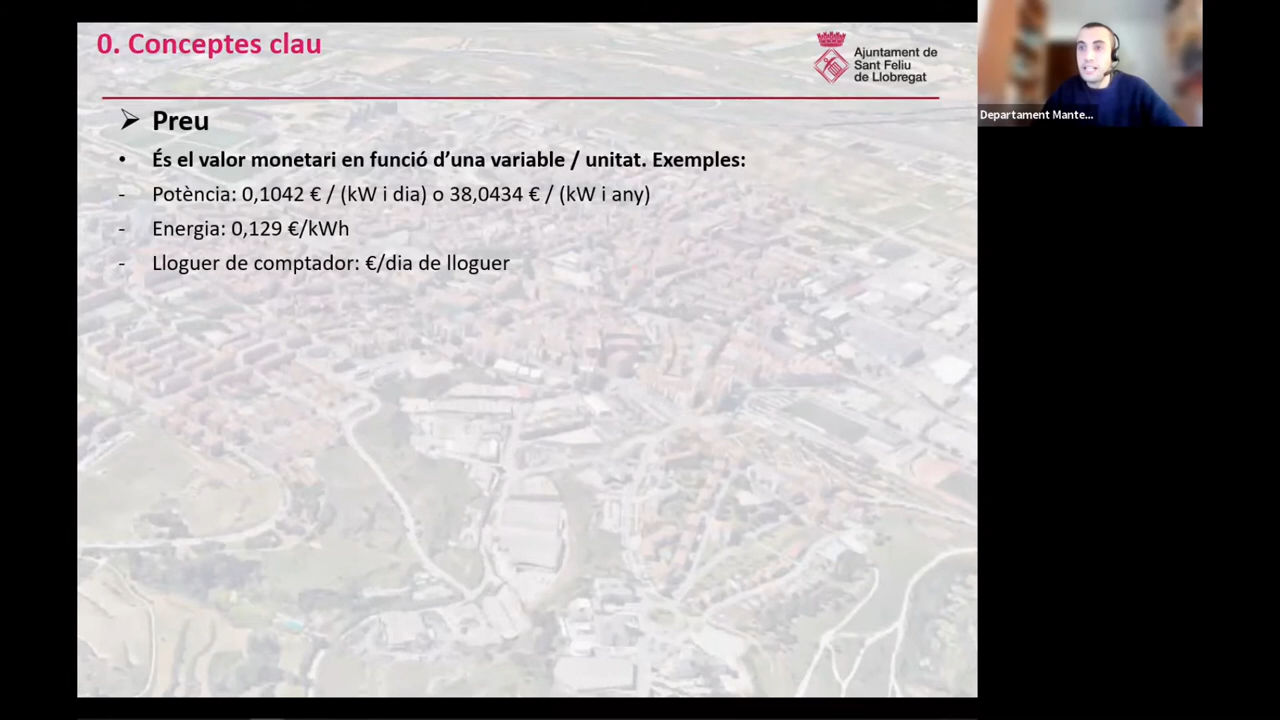 0. Conceptes clau
Ajuntament de
Sant Feliu
de Llobregat
➢ Preu
• És el valor monetari en funció d'una variable / unitat. Exemples:
- Potència: 0,1042 € / (kW i dia) o 38,0434 € / (kW i any)
- Energia: 0,129 €/kWh
- Lloguer de comptador: €/dia de lloguer
Departament Mante...